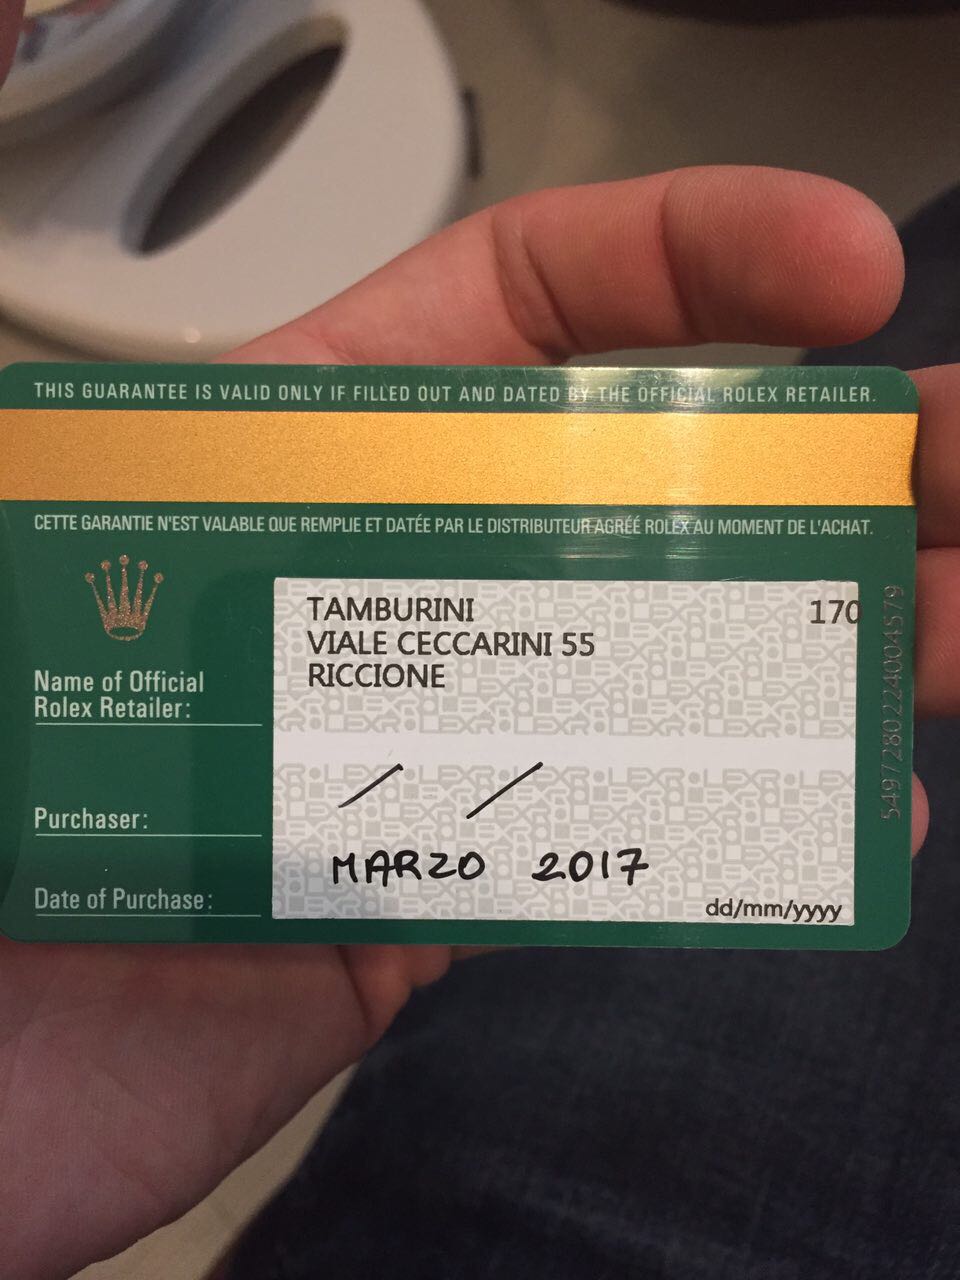 THIS GUARANTEE IS VALID ONLY IF FILLED OUT AND DATED BY THE OFFICIAL ROLEX RETAILER.
CETTE GARANTIE N'EST VALABLE QUE REMPLIE ET DATÉE PAR LE DISTRIBUTEUR AGRÉÉ ROLEX AU MOMENT DE L'ACHAT.
Name of Official
Rolex Retailer:
TAMBURINI 170
VIALE CECCARINI 55
RICCIONE
Purchaser:
/ /
Date of Purchase:
MARZO 2017
dd/mm/yyyy
5497280224004579